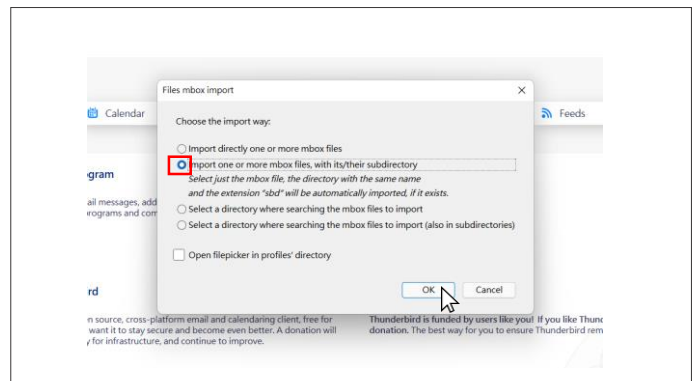 Files mbox import
Calendar
Feeds
Choose the import way:
Import directly one or more mbox files
Import one or more mbox files, with its/their subdirectory
Select just the mbox file, the directory with the same name
and the extension "sbd" will be automatically imported, if it exists.
Select a directory where searching the mbox files to import
Select a directory where searching the mbox files to import (also in subdirectories)
Open filepicker in profiles' directory
OK
Cancel
gram
ail messages, add
rograms and com
rd
n source, cross-platform email and calendaring client, free for
want it to stay secure and become even better. A donation will
y for infrastructure, and continue to improve.
Thunderbird is funded by users like you! If you like Thund
donation. The best way for you to ensure Thunderbird rem